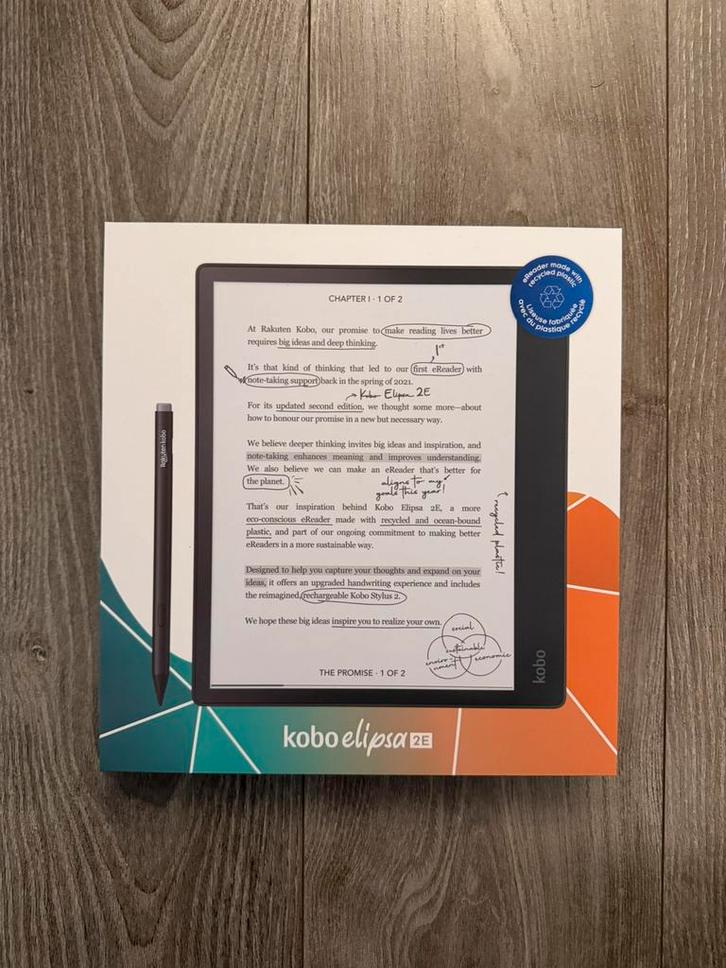 eReader made with
recycled plastic
Liseuse fabriquée
avec du plastique recyclé
CHAPTER I · 1 OF 2
At Rakuten Kobo, our promise to make reading lives better
requires big ideas and deep thinking.
1st
It's that kind of thinking that led to our first eReader with
note-taking support back in the spring of 2021.
→ Kobo Elipsa 2E
For its updated second edition, we thought some more—about
how to honour our promise in a new but necessary way.
We believe deeper thinking invites big ideas and inspiration, and
note-taking enhances meaning and improves understanding.
We also believe we can make an eReader that's better for
the planet.
aligns to my
goals this year!
That's our inspiration behind Kobo Elipsa 2E, a more
eco-conscious eReader made with recycled and ocean-bound
plastic, and part of our ongoing commitment to making better
eReaders in a more sustainable way.
recycled plastic!
Designed to help you capture your thoughts and expand on your
ideas, it offers an upgraded handwriting experience and includes
the reimagined rechargeable Kobo Stylus 2.
We hope these big ideas inspire you to realize your own.
social
sustainable
environ-
ment
economic
THE PROMISE · 1 OF 2
kobo
Rakuten kobo
kobo elipsa 2E